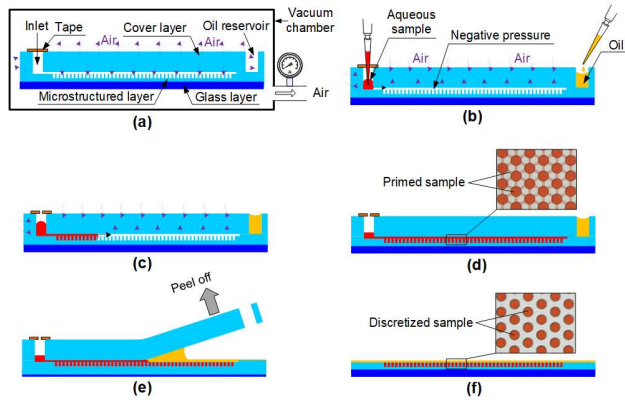 Inlet
Tape
Air
Cover layer
Air
Oil reservoir
Vacuum
chamber
Microstructured layer
Glass layer
Air
(a)
Aqueous
sample
Negative pressure
Air
Air
Oil
(b)
(c)
Primed sample
(d)
Peel off
(e)
Discretized sample
(f)